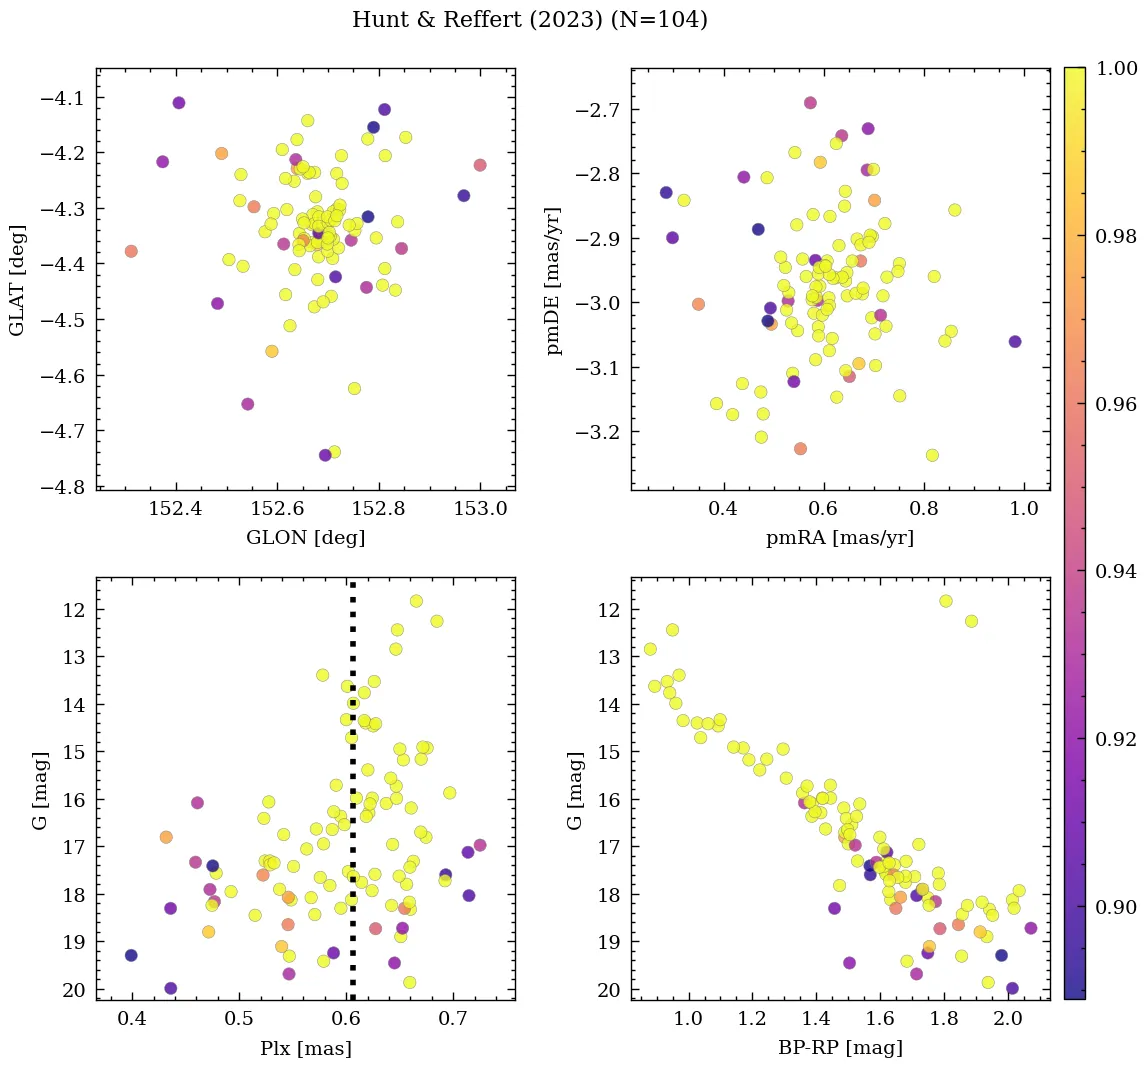 Hunt & Reffert (2023) (N=104)
−4.1
−4.2
−4.3
−4.4
−4.5
−4.6
−4.7
−4.8
GLAT [deg]
152.4 152.6 152.8 153.0
GLON [deg]
−2.7
−2.8
−2.9
−3.0
−3.1
−3.2
pmDE [mas/yr]
0.4 0.6 0.8 1.0
pmRA [mas/yr]
12
13
14
15
16
17
18
19
20
G [mag]
0.4 0.5 0.6 0.7
Plx [mas]
12
13
14
15
16
17
18
19
20
G [mag]
1.0 1.2 1.4 1.6 1.8 2.0
BP-RP [mag]
1.00
0.98
0.96
0.94
0.92
0.90